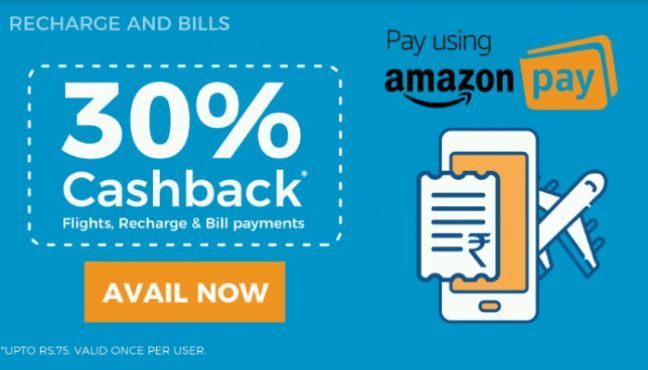 RECHARGE AND BILLS
Pay using
amazon pay
30%
Cashback*
Flights, Recharge & Bill payments
₹
AVAIL NOW
*UPTO RS.75. VALID ONCE PER USER.